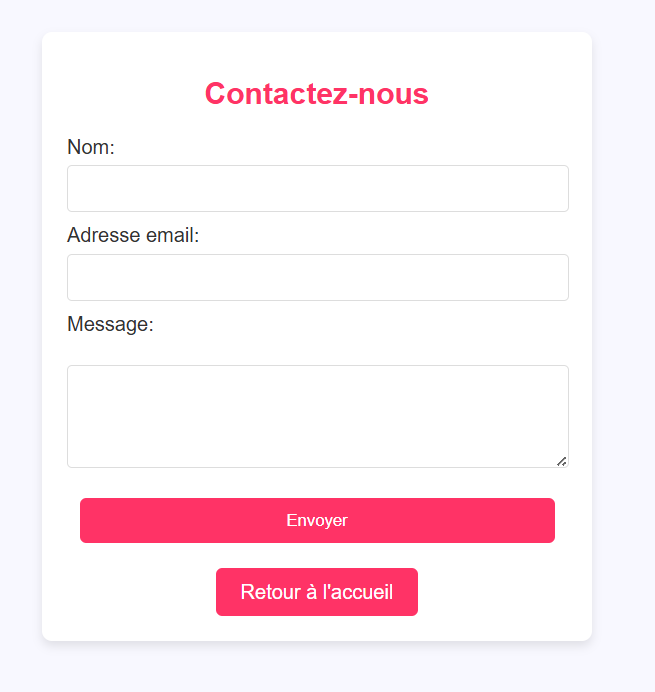 Contactez-nous
Nom:
Adresse email:
Message:
Envoyer
Retour à l'accueil